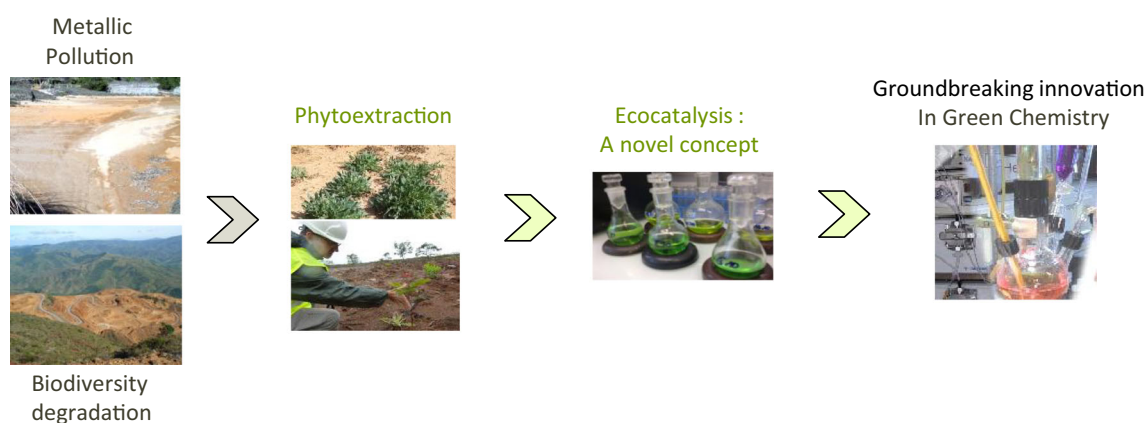 Metallic
Pollution
Biodiversity
degradation
Phytoextraction
Ecocatalysis :
A novel concept
Groundbreaking innovation
In Green Chemistry